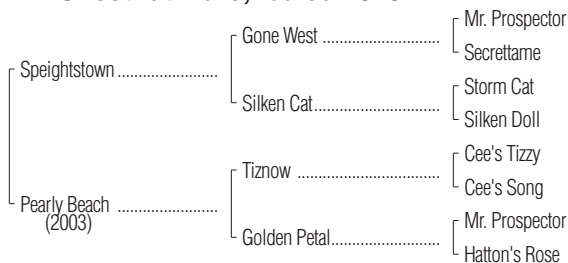 Gone West
Mr. Prospector
Secrettame
Speightstown
Silken Cat
Storm Cat
Silken Doll
Tiznow
Cee's Tizzy
Cee's Song
Pearly Beach
(2003)
Golden Petal
Mr. Prospector
Hatton's Rose